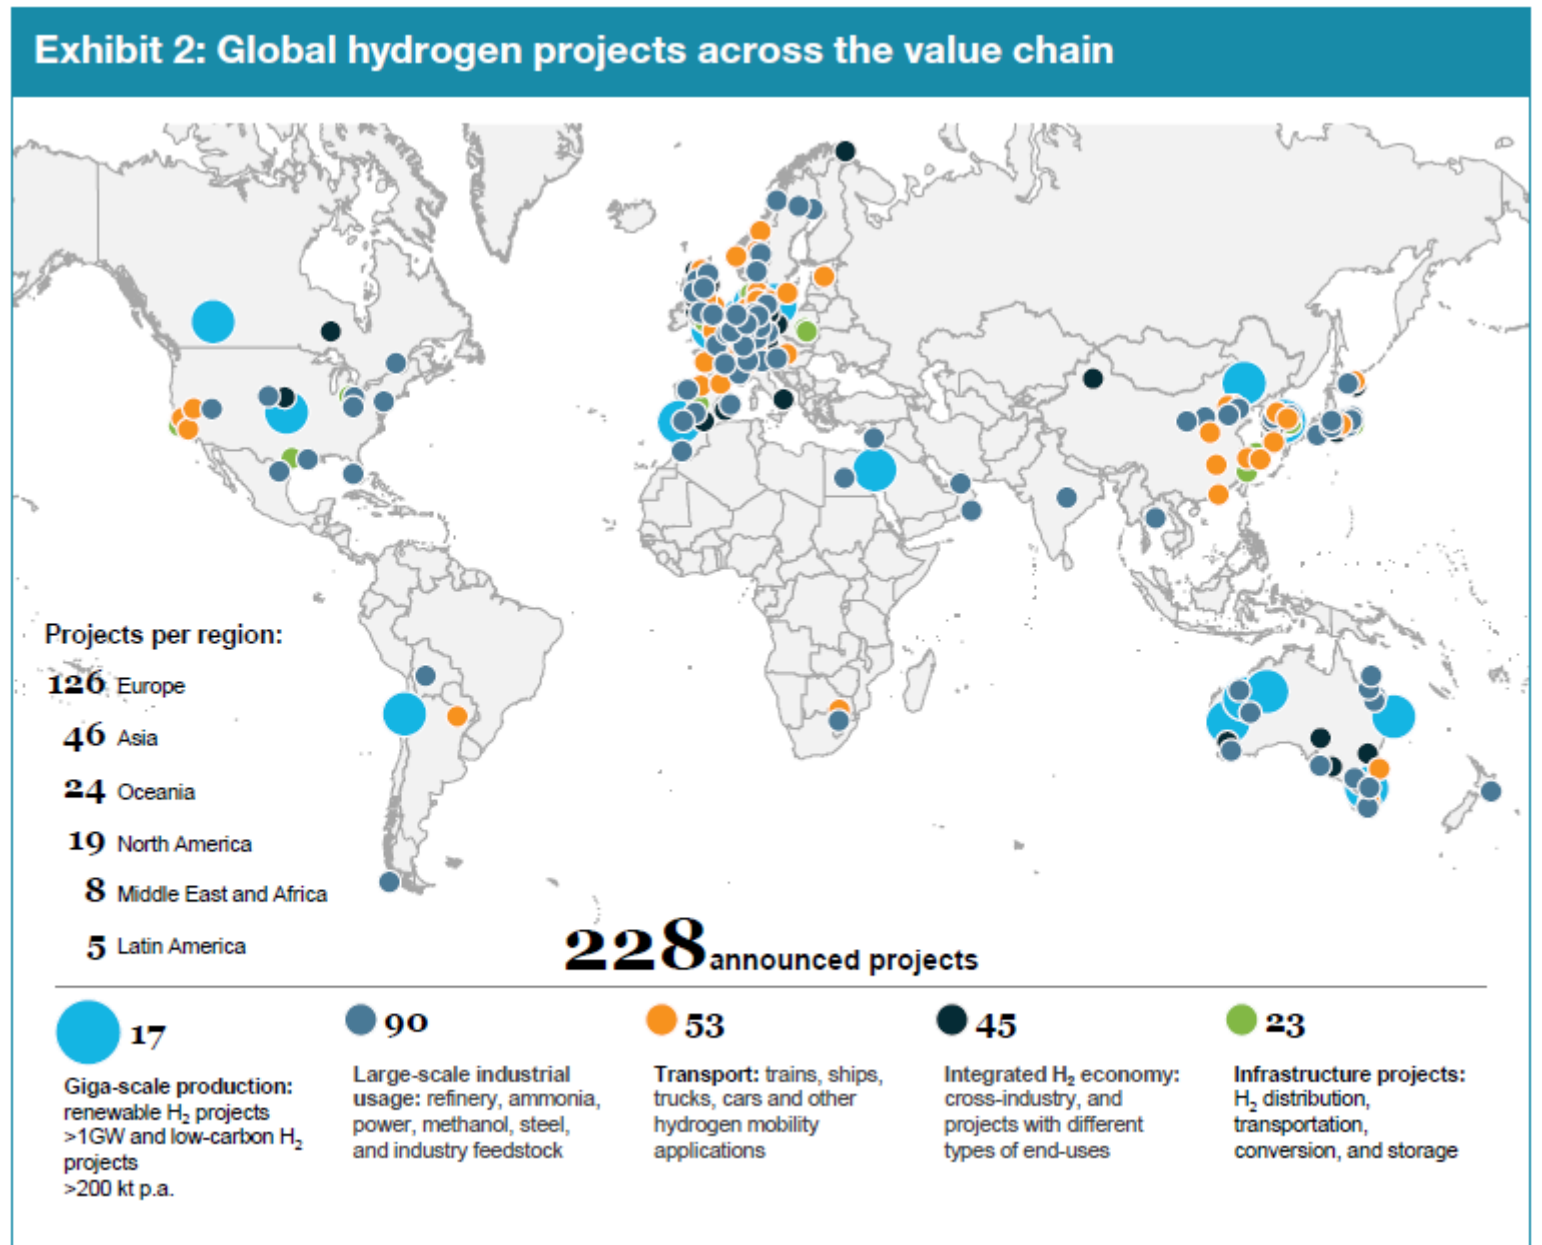 Exhibit 2: Global hydrogen projects across the value chain
Projects per region:
126 Europe
46 Asia
24 Oceania
19 North America
8 Middle East and Africa
5 Latin America
228 announced projects
17
Giga-scale production:
renewable H₂ projects
>1GW and low-carbon H₂
projects
>200 kt p.a.
90
Large-scale industrial
usage: refinery, ammonia,
power, methanol, steel,
and industry feedstock
53
Transport: trains, ships,
trucks, cars and other
hydrogen mobility
applications
45
Integrated H₂ economy:
cross-industry, and
projects with different
types of end-uses
23
Infrastructure projects:
H₂ distribution,
transportation,
conversion, and storage